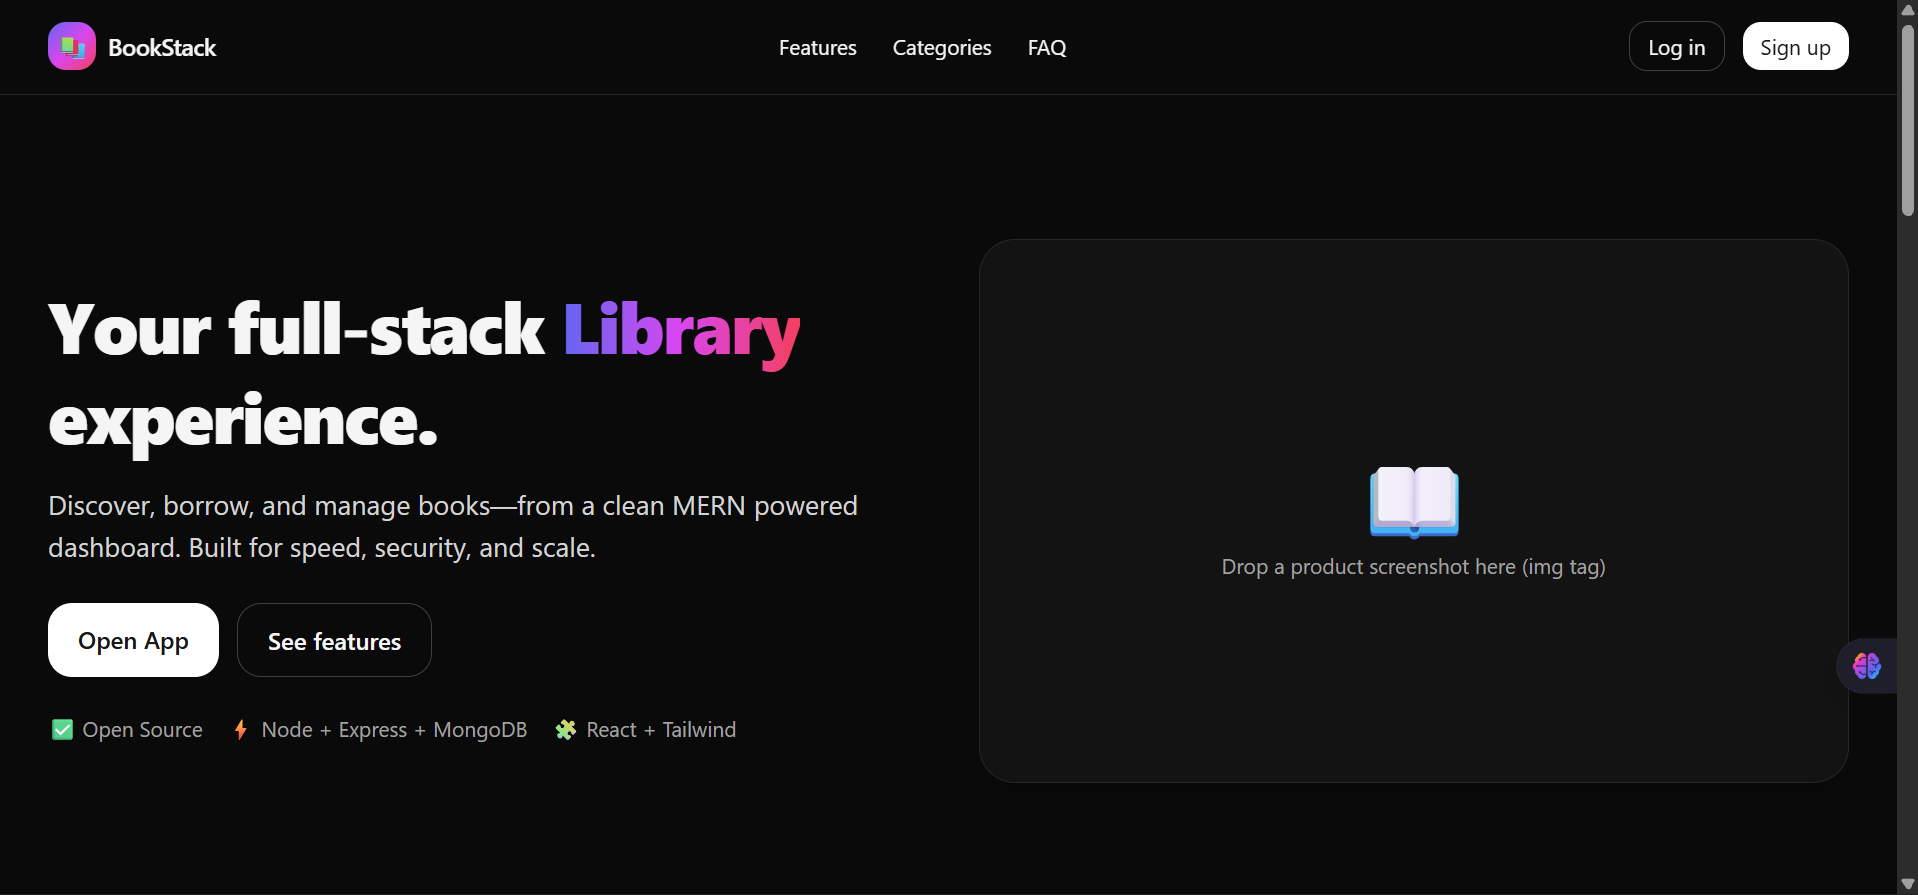 BookStack
Features
Categories
FAQ
Log in
Sign up
Your full-stack Library
experience.
Discover, borrow, and manage books—from a clean MERN powered
dashboard. Built for speed, security, and scale.
Open App
See features
Open Source
Node + Express + MongoDB
React + Tailwind
Drop a product screenshot here (img tag)